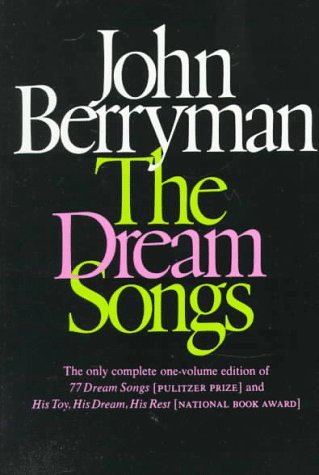 John
Berryman
The
Dream
Songs
The only complete one-volume edition of
77 Dream Songs [PULITZER PRIZE] and
His Toy, His Dream, His Rest [NATIONAL BOOK AWARD]